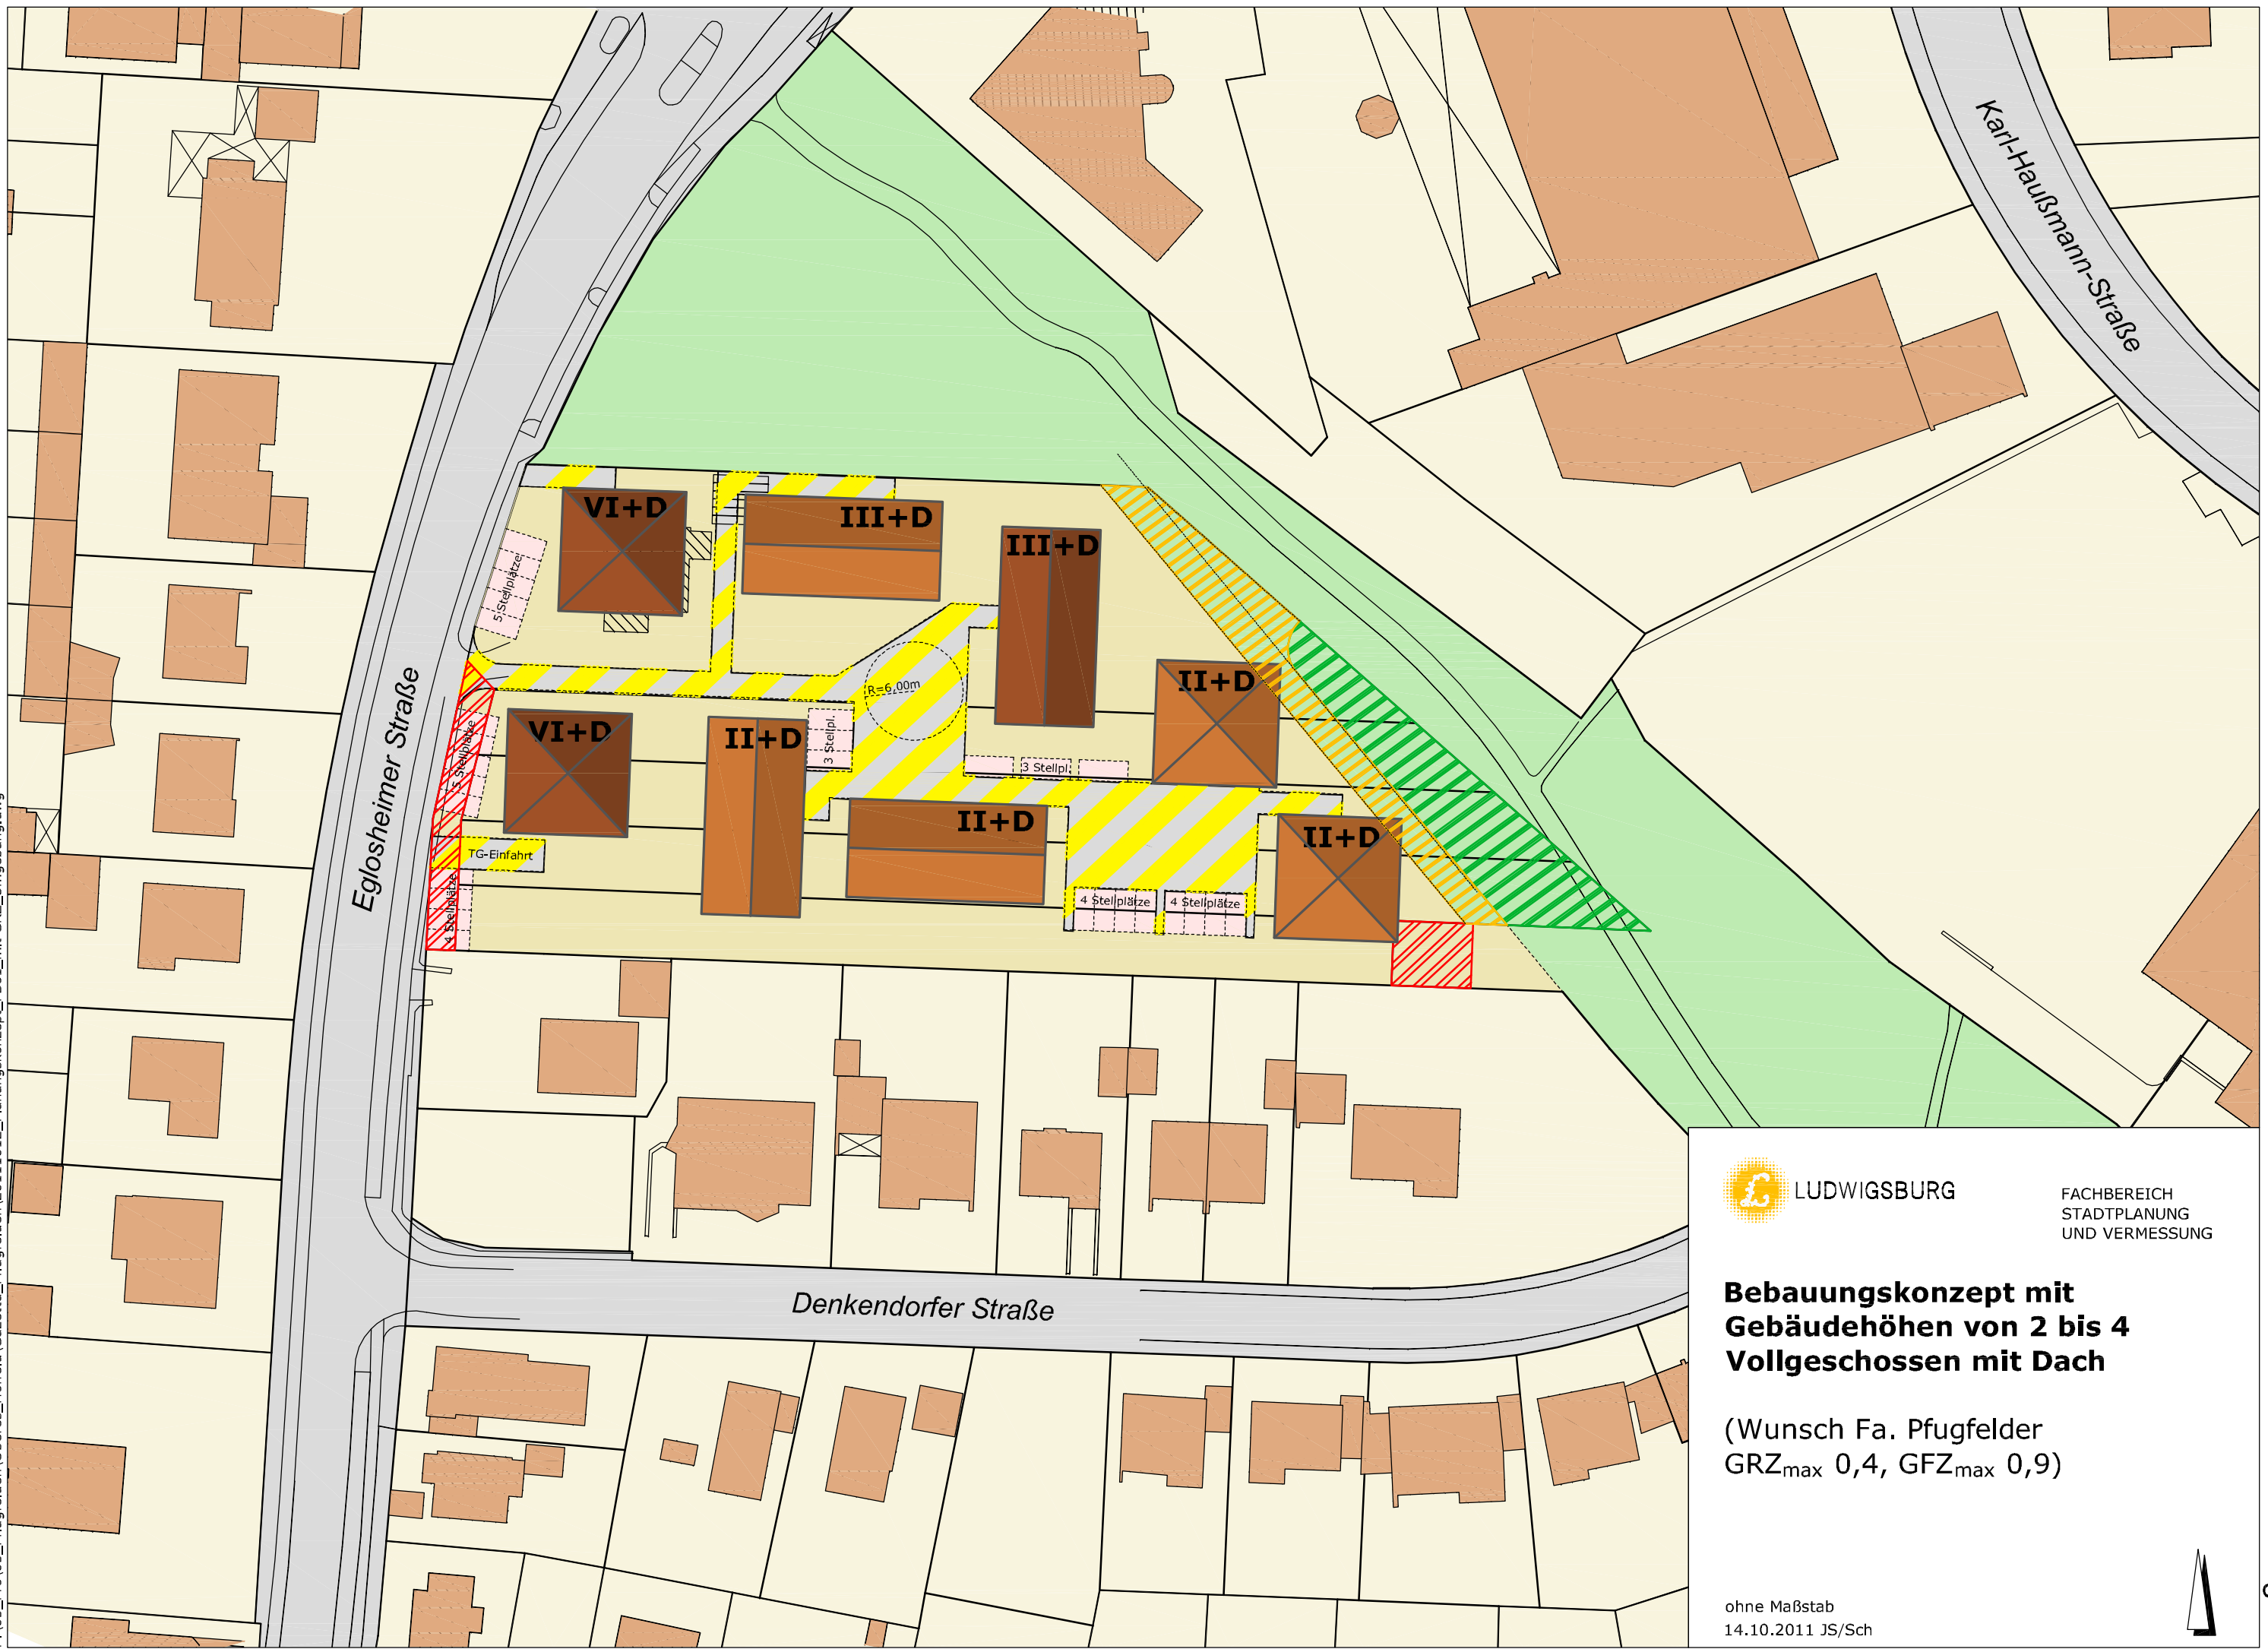 Karl-Haußmann-Straße
VI+D
III+D
III+D
5 Stellplätze
R=6,00m
II+D
VI+D
II+D
3 Stellpl.
5 Stellplätze
3 Stellpl.
II+D
II+D
TG-Einfahrt
4 Stellplätze
4 Stellplätze
4 Stellplätze
Eglosheimer Straße
Denkendorfer Straße
LUDWIGSBURG
FACHBEREICH
STADTPLANUNG
UND VERMESSUNG
Bebauungskonzept mit
Gebäudehöhen von 2 bis 4
Vollgeschossen mit Dach
(Wunsch Fa. Pfugfelder
GRZmax 0,4, GFZmax 0,9)
ohne Maßstab
14.10.2011 JS/Sch